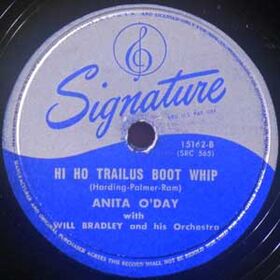 Signature
REG. U.S. PAT. OFF.
15162-B
(SRC 565)
HI HO TRAILUS BOOT WHIP
(Harding-Palmer-Ram)
ANITA O'DAY
with
WILL BRADLEY and his Orchestra